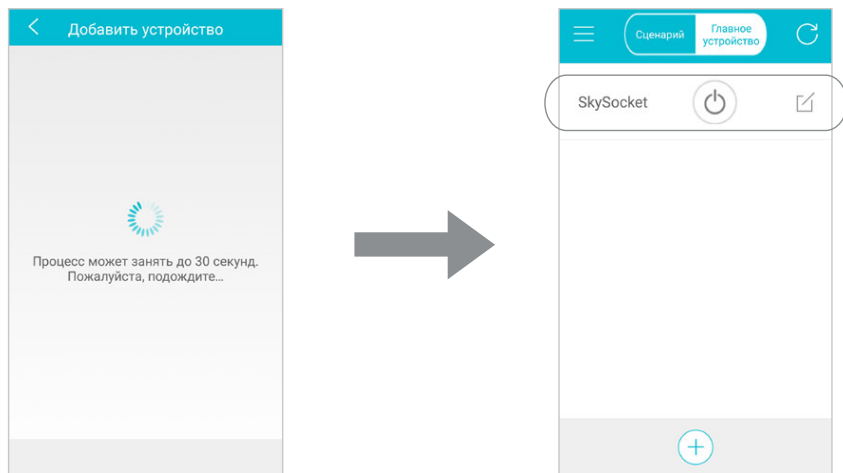 Добавить устройство
Процесс может занять до 30 секунд.
Пожалуйста, подождите...
Сценарий
Главное
устройство
SkySocket